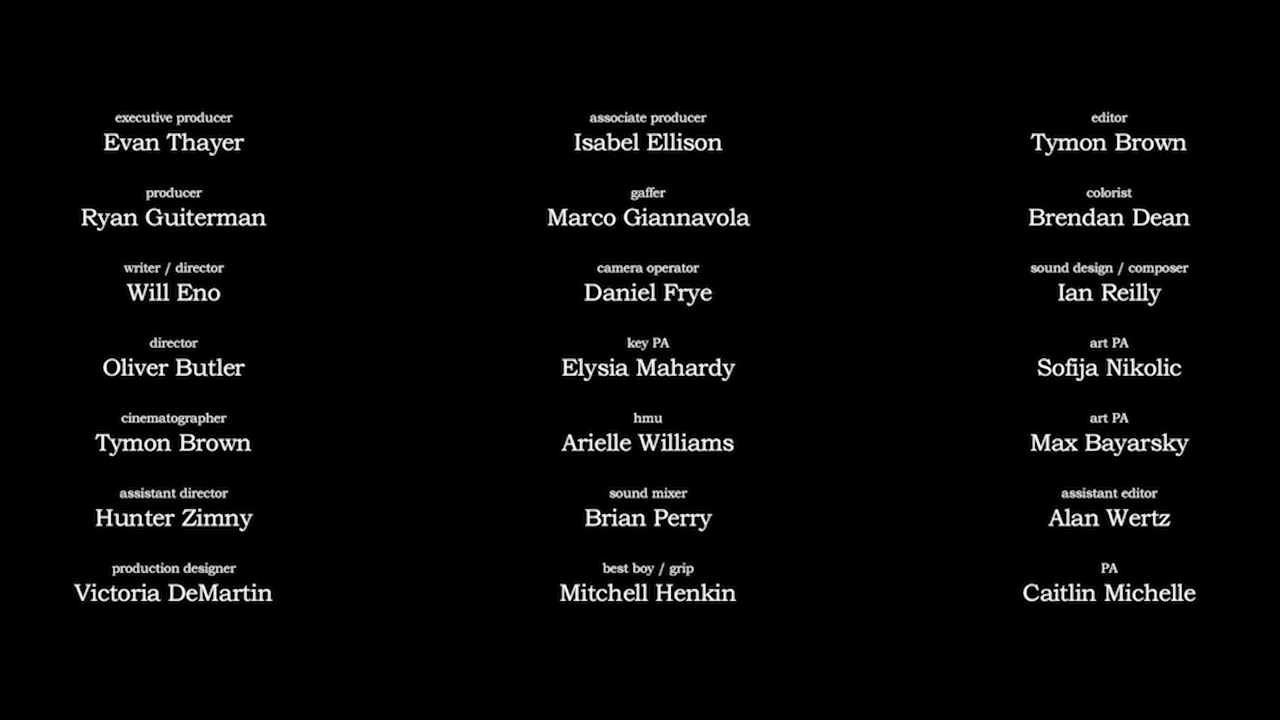 executive producer
Evan Thayer
producer
Ryan Guiterman
writer / director
Will Eno
director
Oliver Butler
cinematographer
Tymon Brown
assistant director
Hunter Zimny
production designer
Victoria DeMartin
associate producer
Isabel Ellison
gaffer
Marco Giannavola
camera operator
Daniel Frye
key PA
Elysia Mahardy
hmu
Arielle Williams
sound mixer
Brian Perry
best boy / grip
Mitchell Henkin
editor
Tymon Brown
colorist
Brendan Dean
sound design / composer
Ian Reilly
art PA
Sofija Nikolic
art PA
Max Bayarsky
assistant editor
Alan Wertz
PA
Caitlin Michelle